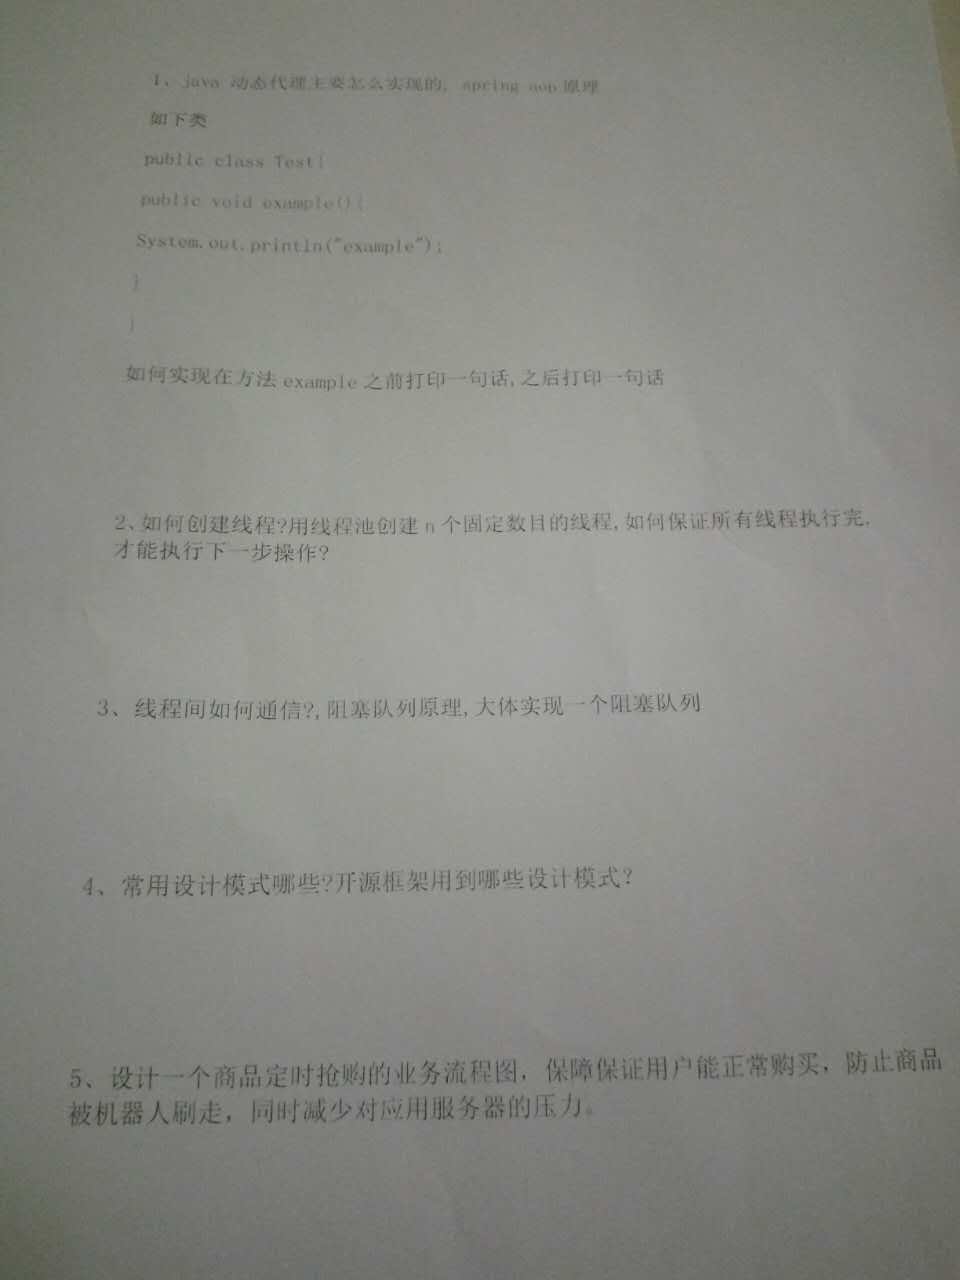 1、java 动态代理主要怎么实现的, spring aop 原理
如下类
public class Test{
public void example(){
System.out.println("example");
}
}
如何实现在方法 example 之前打印一句话,之后打印一句话
2、如何创建线程?用线程池创建 n 个固定数目的线程,如何保证所有线程执行完,
才能执行下一步操作?
3、线程间如何通信?,阻塞队列原理,大体实现一个阻塞队列
4、常用设计模式哪些?开源框架用到哪些设计模式?
5、设计一个商品定时抢购的业务流程图，保障保证用户能正常购买，防止商品
被机器人刷走，同时减少对应用服务器的压力。